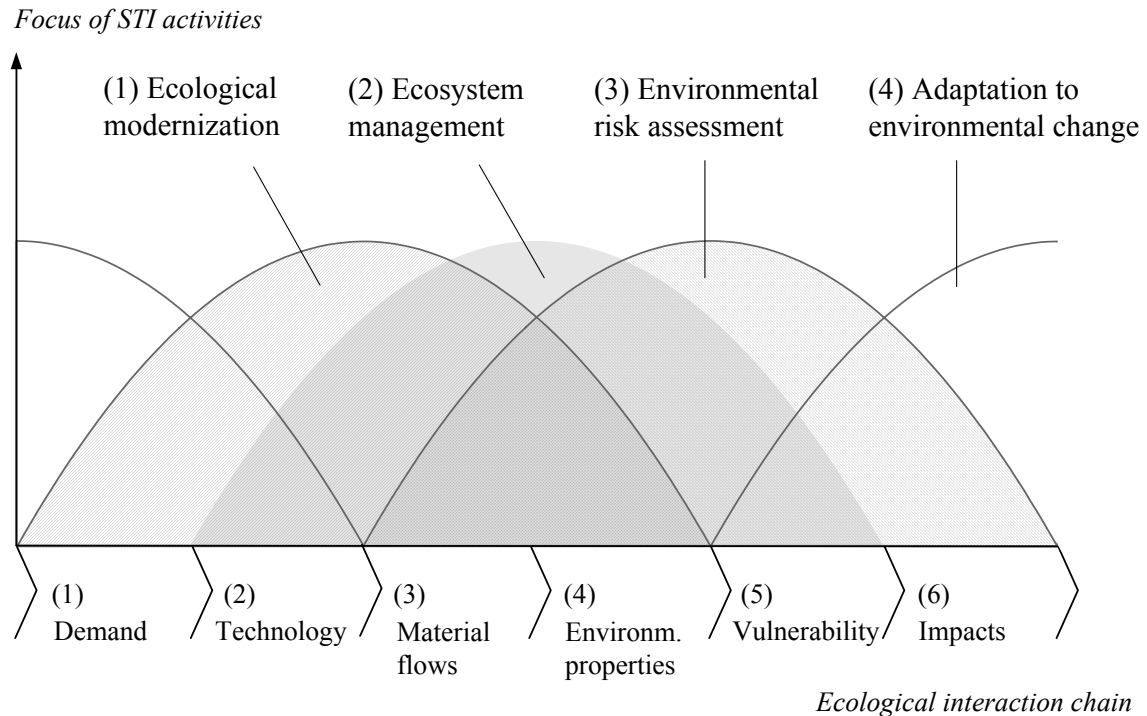 Focus of STI activities
(1) Ecological
modernization
(2) Ecosystem
management
(3) Environmental
risk assessment
(4) Adaptation to
environmental change
(1)
Demand
(2)
Technology
(3)
Material
flows
(4)
Environm.
properties
(5)
Vulnerability
(6)
Impacts
Ecological interaction chain